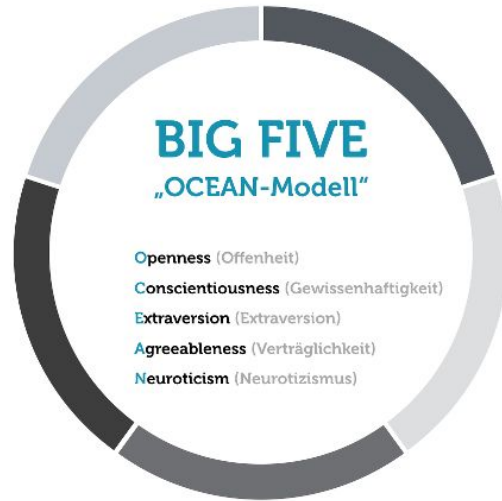 BIG FIVE
„OCEAN-Modell“
Openness (Offenheit)
Conscientiousness (Gewissenhaftigkeit)
Extraversion (Extraversion)
Agreeableness (Verträglichkeit)
Neuroticism (Neurotizismus)